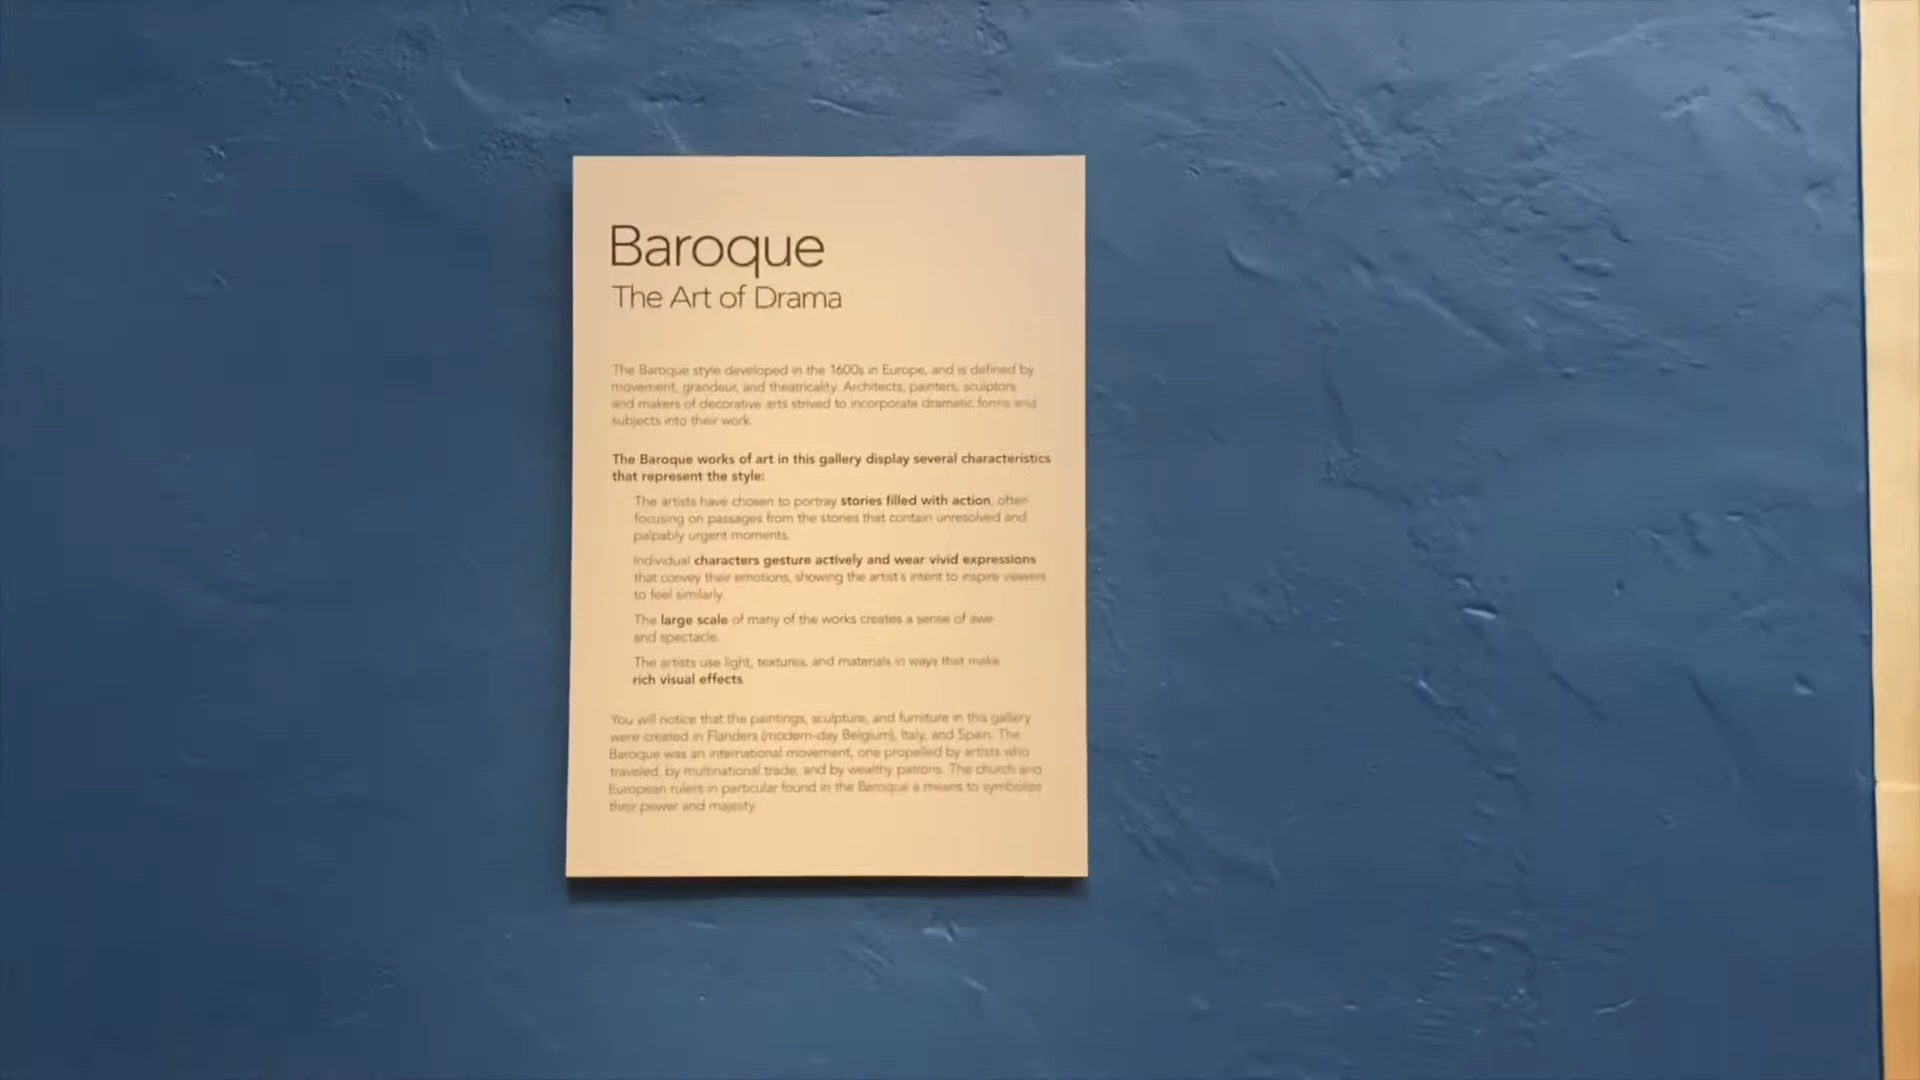 Baroque
The Art of Drama
The Baroque style developed in the 1600s in Europe, and is defined by
movement, grandeur, and theatricality. Architects, painters, sculptors
and makers of decorative arts strived to incorporate dramatic forms and
subjects into their work.
The Baroque works of art in this gallery display several characteristics
that represent the style:
The artists have chosen to portray stories filled with action, often
focusing on passages from the stories that contain unresolved and
palpably urgent moments.
Individual characters gesture actively and wear vivid expressions
that convey their emotions, showing the artist's intent to inspire viewers
to feel similarly.
The large scale of many of the works creates a sense of awe
and spectacle.
The artists use light, textures, and materials in ways that make
rich visual effects.
You will notice that the paintings, sculpture, and furniture in this gallery
were created in Flanders (modern-day Belgium), Italy, and Spain. The
Baroque was an international movement, one propelled by artists who
traveled, by multinational trade, and by wealthy patrons. The church and
European rulers in particular found in the Baroque a means to symbolize
their power and majesty.